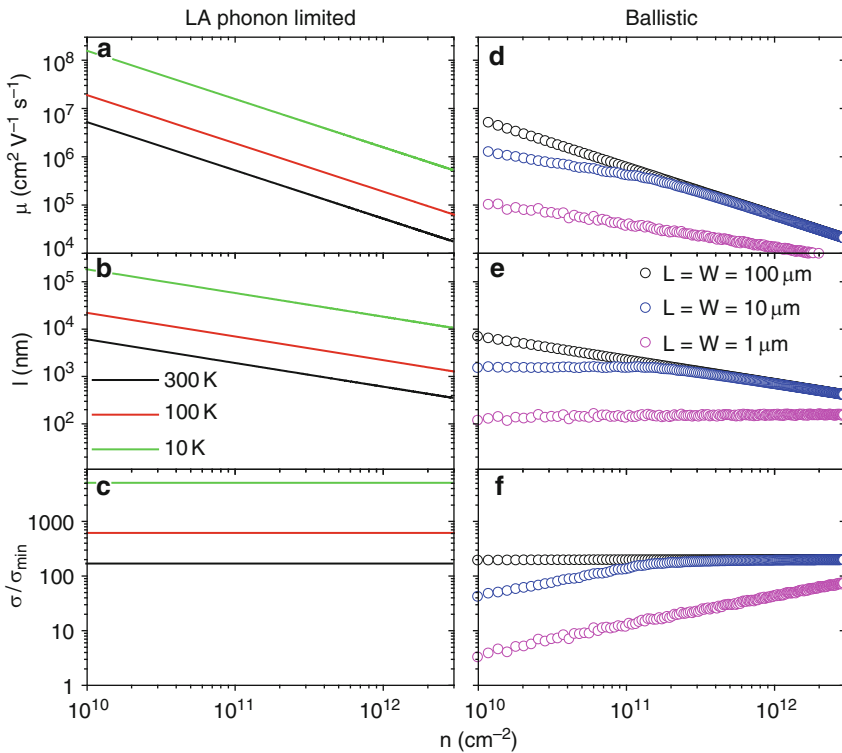 LA phonon limited
Ballistic
a
10⁸
10⁷
10⁶
10⁵
10⁴
μ (cm² V⁻¹ s⁻¹)
d
b
10⁵
10⁴
10³
10²
l (nm)
300 K
100 K
10 K
e
L = W = 100 μm
L = W = 10 μm
L = W = 1 μm
c
1000
100
10
1
σ/σmin
f
10¹⁰
10¹¹
10¹²
10¹⁰
10¹¹
10¹²
n (cm⁻²)